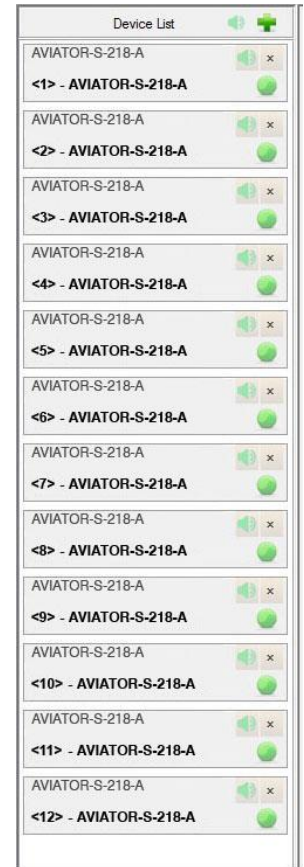 Device List
AVIATOR-S-218-A
<1> - AVIATOR-S-218-A
AVIATOR-S-218-A
<2> - AVIATOR-S-218-A
AVIATOR-S-218-A
<3> - AVIATOR-S-218-A
AVIATOR-S-218-A
<4> - AVIATOR-S-218-A
AVIATOR-S-218-A
<5> - AVIATOR-S-218-A
AVIATOR-S-218-A
<6> - AVIATOR-S-218-A
AVIATOR-S-218-A
<7> - AVIATOR-S-218-A
AVIATOR-S-218-A
<8> - AVIATOR-S-218-A
AVIATOR-S-218-A
<9> - AVIATOR-S-218-A
AVIATOR-S-218-A
<10> - AVIATOR-S-218-A
AVIATOR-S-218-A
<11> - AVIATOR-S-218-A
AVIATOR-S-218-A
<12> - AVIATOR-S-218-A